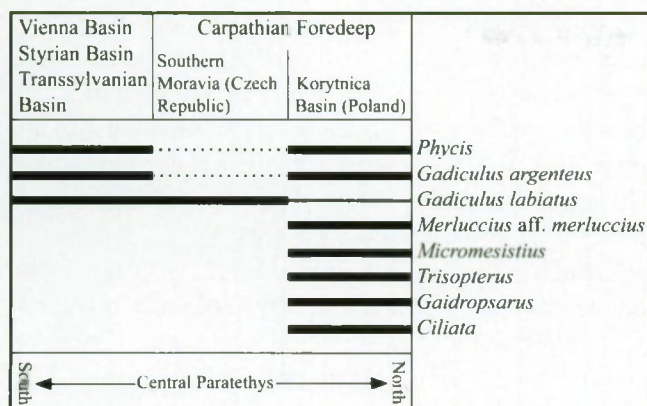 Vienna Basin
Styrian Basin
Transsylvanian
Basin
Carpathian Foredeep
Southern
Moravia (Czech
Republic)
Korytnica
Basin (Poland)
Phycis
Gadiculus argenteus
Gadiculus labiatus
Merluccius aff. merluccius
Micromesistius
Trisopterus
Gaidropsarus
Ciliata
South
Central Paratethys
North